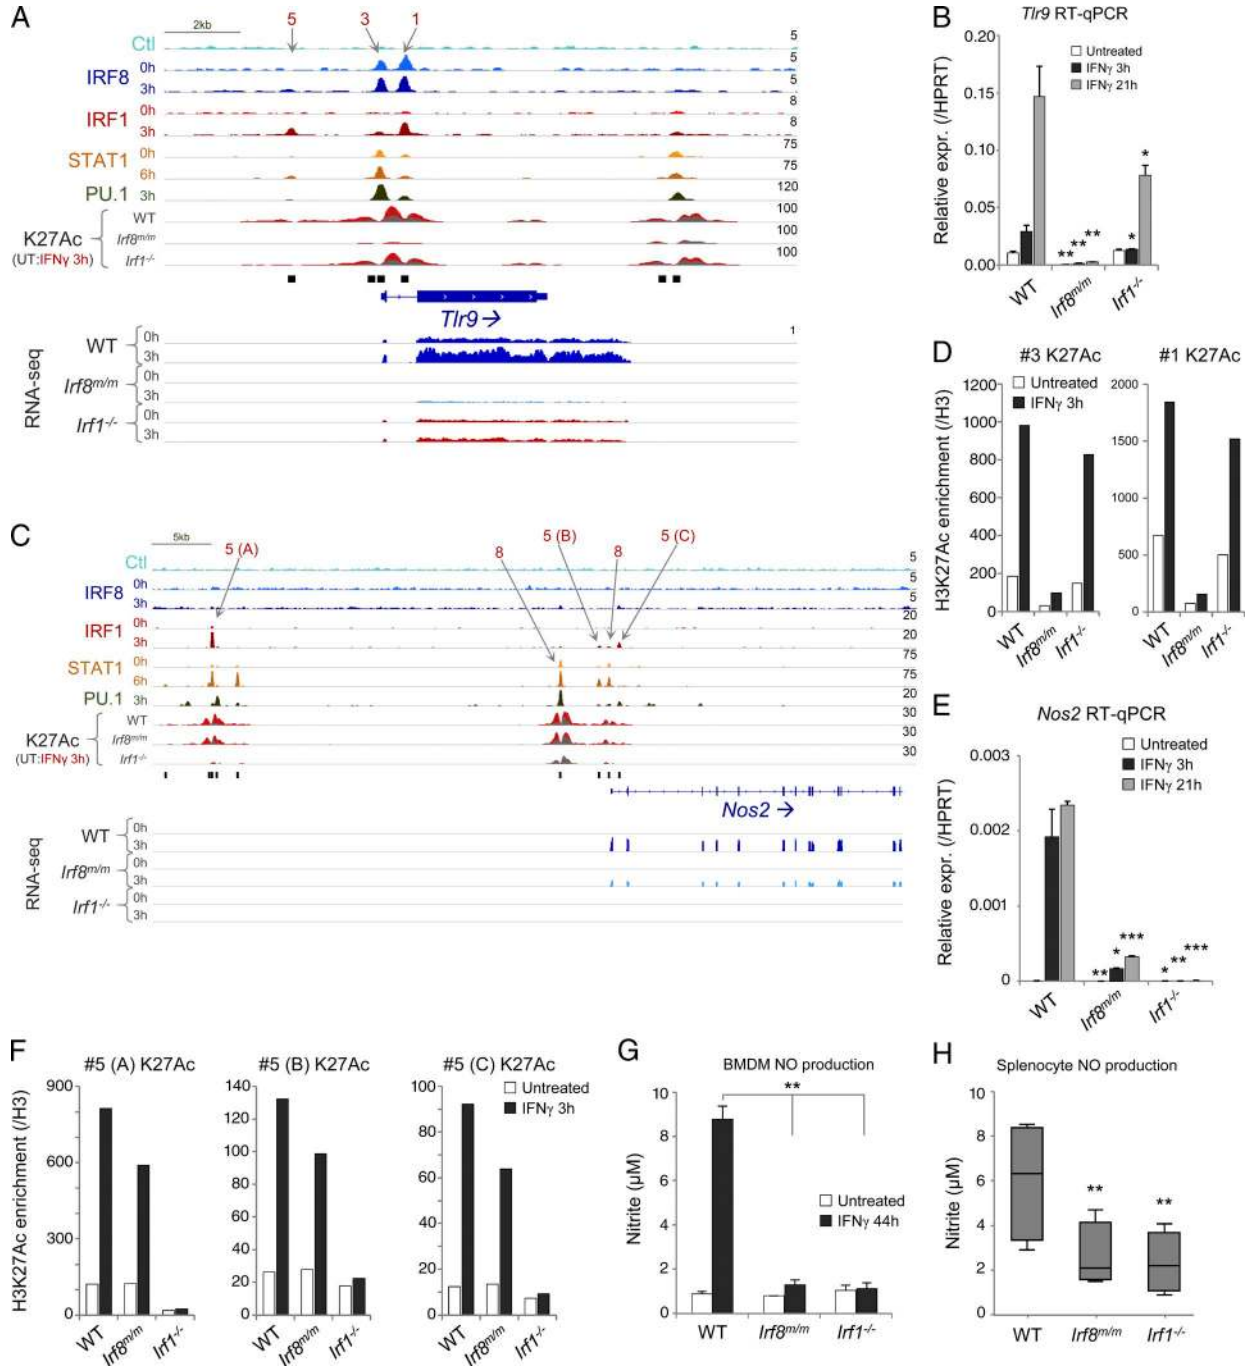 A
2kb
5
3
1
Ctl
5
IRF8
0h
5
3h
5
IRF1
0h
8
3h
8
STAT1
0h
75
6h
75
PU.1
3h
120
K27Ac
(UT:IFNγ 3h)
WT
100
Irf8m/m
100
Irf1-/-
100
Tlr9 →
RNA-seq
WT
0h
1
3h
Irf8m/m
0h
3h
Irf1-/-
0h
3h
B
Tlr9 RT-qPCR
Relative expr. (/HPRT)
0.20
0.15
0.10
0.05
0.00
Untreated
IFNγ 3h
IFNγ 21h
**
**
**
*
*
WT
Irf8m/m
Irf1-/-
D
#3 K27Ac
#1 K27Ac
H3K27Ac enrichment (/H3)
1200
1000
800
600
400
200
0
Untreated
IFNγ 3h
2000
1500
1000
500
0
WT
Irf8m/m
Irf1-/-
WT
Irf8m/m
Irf1-/-
C
5kb
5 (A)
8
5 (B)
8
5 (C)
Ctl
5
IRF8
0h
5
3h
5
IRF1
0h
20
3h
20
STAT1
0h
75
6h
75
PU.1
3h
20
K27Ac
(UT:IFNγ 3h)
WT
30
Irf8m/m
30
Irf1-/-
30
Nos2 →
RNA-seq
WT
0h
3h
Irf8m/m
0h
3h
Irf1-/-
0h
3h
E
Nos2 RT-qPCR
Relative expr. (/HPRT)
0.003
0.002
0.001
0
Untreated
IFNγ 3h
IFNγ 21h
**
*
***
*
**
***
WT
Irf8m/m
Irf1-/-
F
#5 (A) K27Ac
#5 (B) K27Ac
#5 (C) K27Ac
H3K27Ac enrichment (/H3)
900
600
300
0
140
120
100
80
60
40
20
0
100
80
60
40
20
0
Untreated
IFNγ 3h
WT
Irf8m/m
Irf1-/-
WT
Irf8m/m
Irf1-/-
WT
Irf8m/m
Irf1-/-
G
BMDM NO production
**
Nitrite (µM)
10
8
6
4
2
0
Untreated
IFNγ 44h
WT
Irf8m/m
Irf1-/-
H
Splenocyte NO production
Nitrite (µM)
10
8
6
4
2
0
**
**
WT
Irf8m/m
Irf1-/-